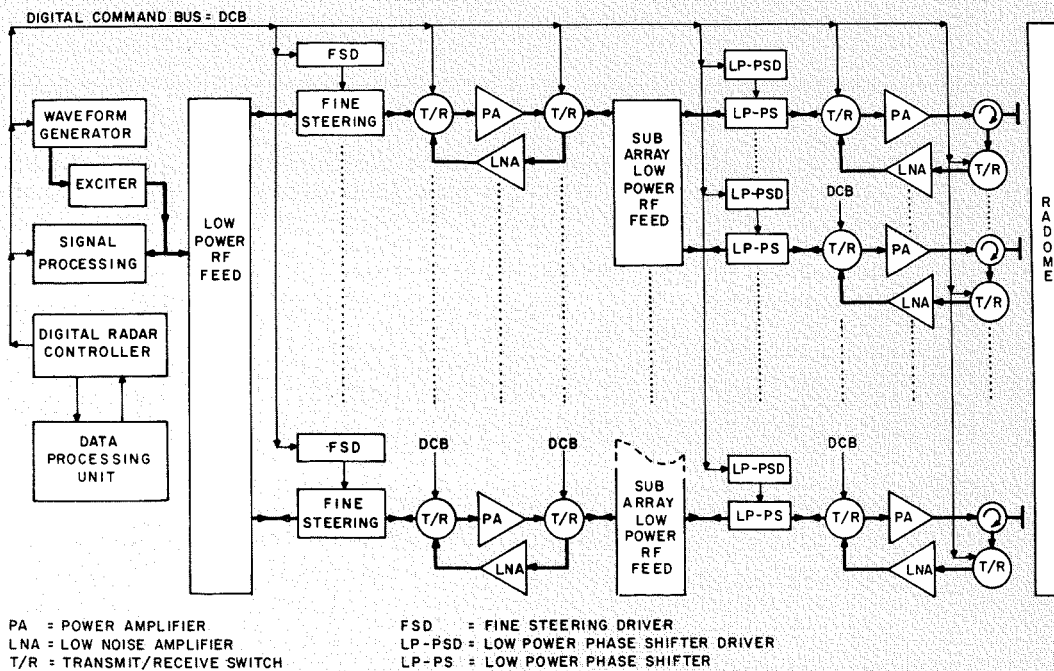 DIGITAL COMMAND BUS = DCB
FSD
LP-PSD
WAVEFORM
GENERATOR
FINE
STEERING
T/R
PA
T/R
LNA
SUB
ARRAY
LOW
POWER
RF
FEED
LP-PS
T/R
PA
LNA
T/R
EXCITER
LOW
POWER
RF
FEED
LP-PSD
DCB
SIGNAL
PROCESSING
LP-PS
T/R
PA
LNA
T/R
RADOME
DIGITAL RADAR
CONTROLLER
DATA
PROCESSING
UNIT
FSD
DCB
DCB
LP-PSD
DCB
FINE
STEERING
T/R
PA
T/R
LNA
SUB
ARRAY
LOW
POWER
RF
FEED
LP-PS
T/R
PA
LNA
T/R
PA = POWER AMPLIFIER
LNA = LOW NOISE AMPLIFIER
T/R = TRANSMIT/RECEIVE SWITCH
FSD = FINE STEERING DRIVER
LP-PSD = LOW POWER PHASE SHIFTER DRIVER
LP-PS = LOW POWER PHASE SHIFTER